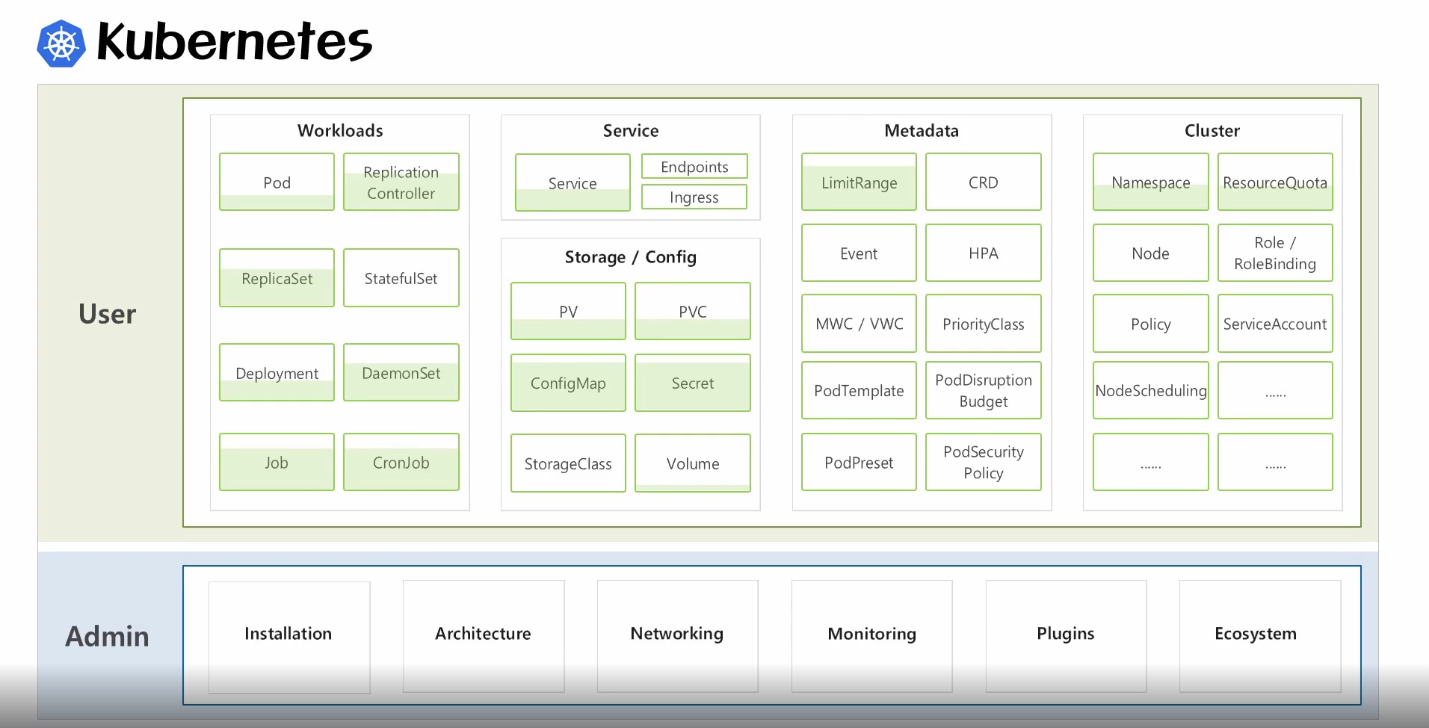 Kubernetes
User
Workloads
Pod
Replication
Controller
ReplicaSet
StatefulSet
Deployment
DaemonSet
Job
CronJob
Service
Service
Endpoints
Ingress
Storage / Config
PV
PVC
ConfigMap
Secret
StorageClass
Volume
Metadata
LimitRange
CRD
Event
HPA
MWC / VWC
PriorityClass
PodTemplate
PodDisruption
Budget
PodPreset
PodSecurity
Policy
Cluster
Namespace
ResourceQuota
Node
Role /
RoleBinding
Policy
ServiceAccount
NodeScheduling
......
......
......
Admin
Installation
Architecture
Networking
Monitoring
Plugins
Ecosystem